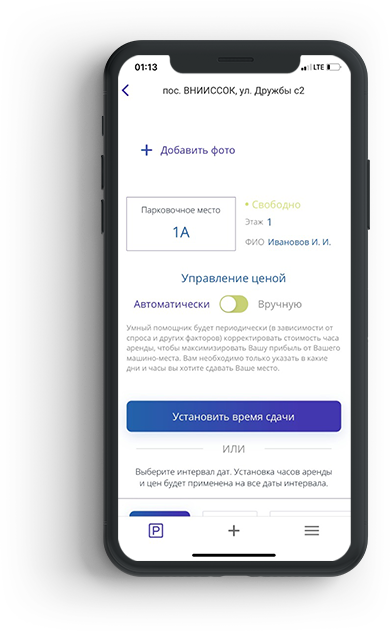 01:13
LTE
пос. ВНИИССОК, ул. Дружбы с2
+ Добавить фото
Парковочное место
1А
• Свободно
Этаж 1
ФИО Ивановов И. И.
Управление ценой
Автоматически Вручную
Умный помощник будет периодически (в зависимости от
спроса и других факторов) корректировать стоимость часа
аренды, чтобы максимизировать Вашу прибыль от Вашего
машино-места. Вам необходимо только указать в какие
дни и часы вы хотите сдавать Ваше место.
Установить время сдачи
ИЛИ
Выберите интервал дат. Установка часов аренды
и цен будет применена на все даты интервала.
P